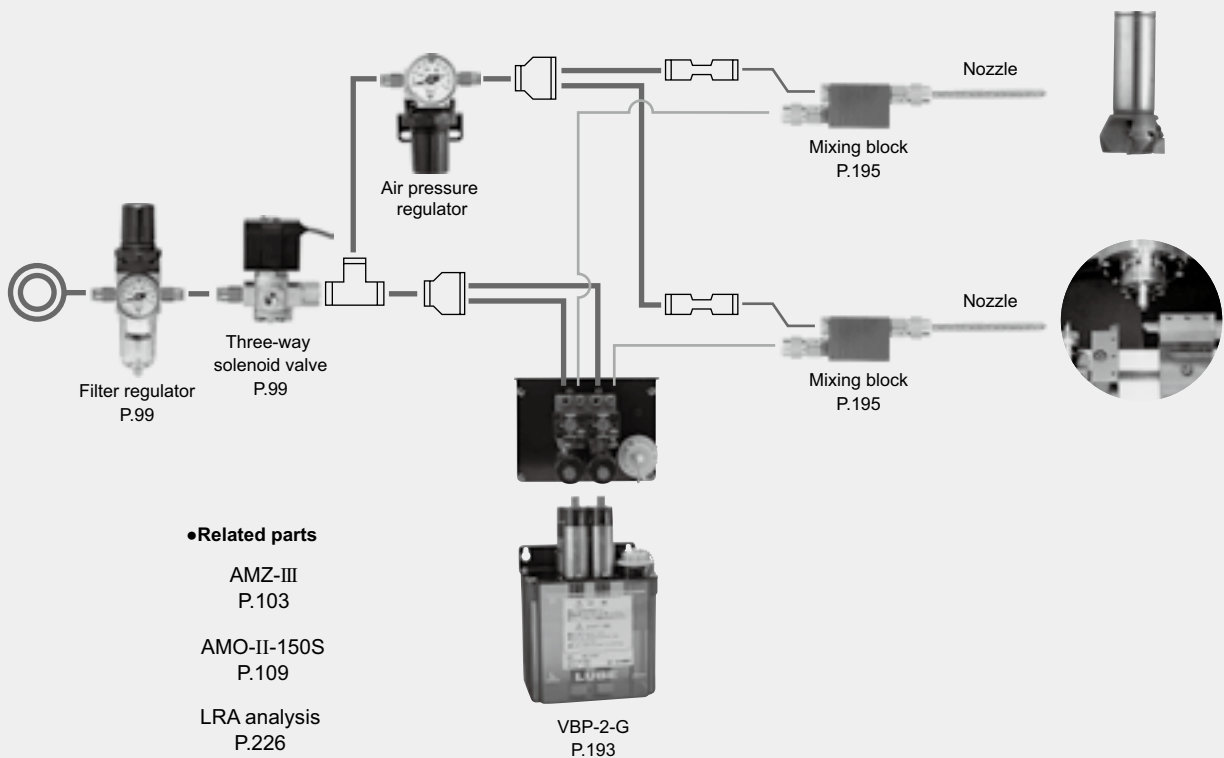 Nozzle
Mixing block
P.195
Air pressure
regulator
Nozzle
Three-way
solenoid valve
P.99
Filter regulator
P.99
Mixing block
P.195
●Related parts
AMZ-III
P.103
AMO-II-150S
P.109
LRA analysis
P.226
LUBE
VBP-2-G
P.193